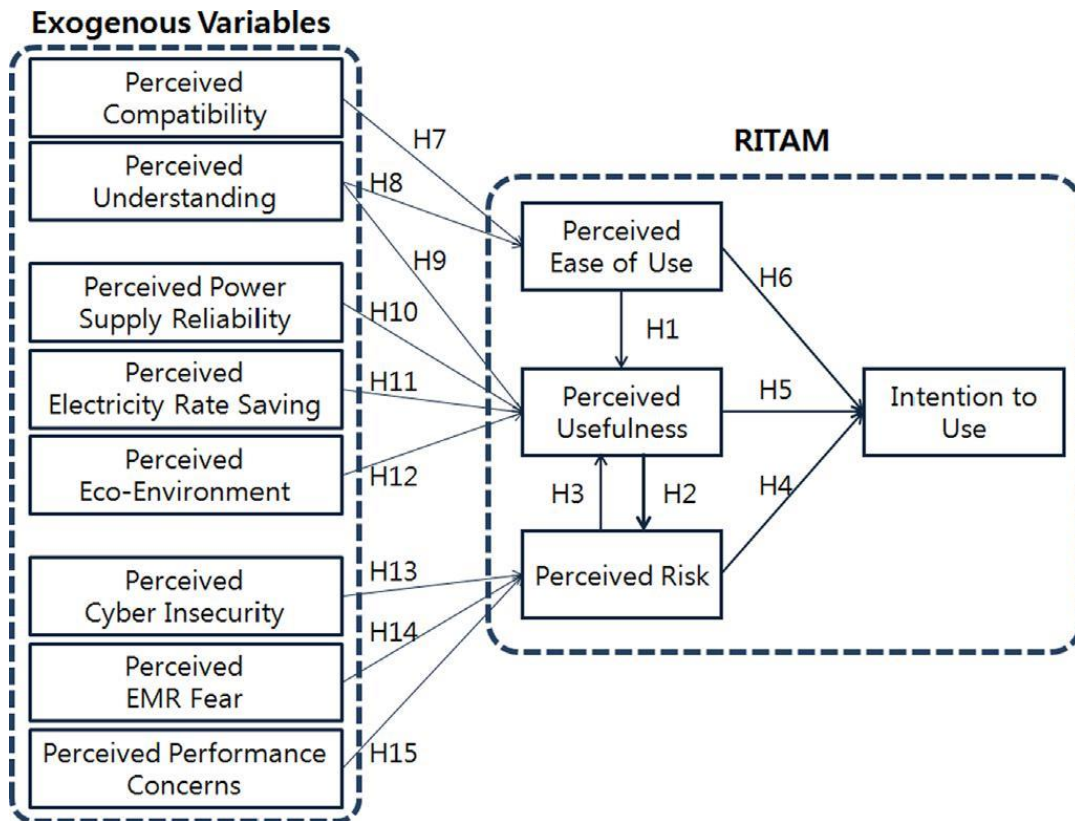 Exogenous Variables
Perceived
Compatibility
Perceived
Understanding
Perceived Power
Supply Reliability
Perceived
Electricity Rate Saving
Perceived
Eco-Environment
Perceived
Cyber Insecurity
Perceived
EMR Fear
Perceived Performance
Concerns
H7
H8
H9
H10
H11
H12
H13
H14
H15
RITAM
Perceived
Ease of Use
H1
Perceived
Usefulness
H3
H2
Perceived Risk
H6
H5
H4
Intention to
Use